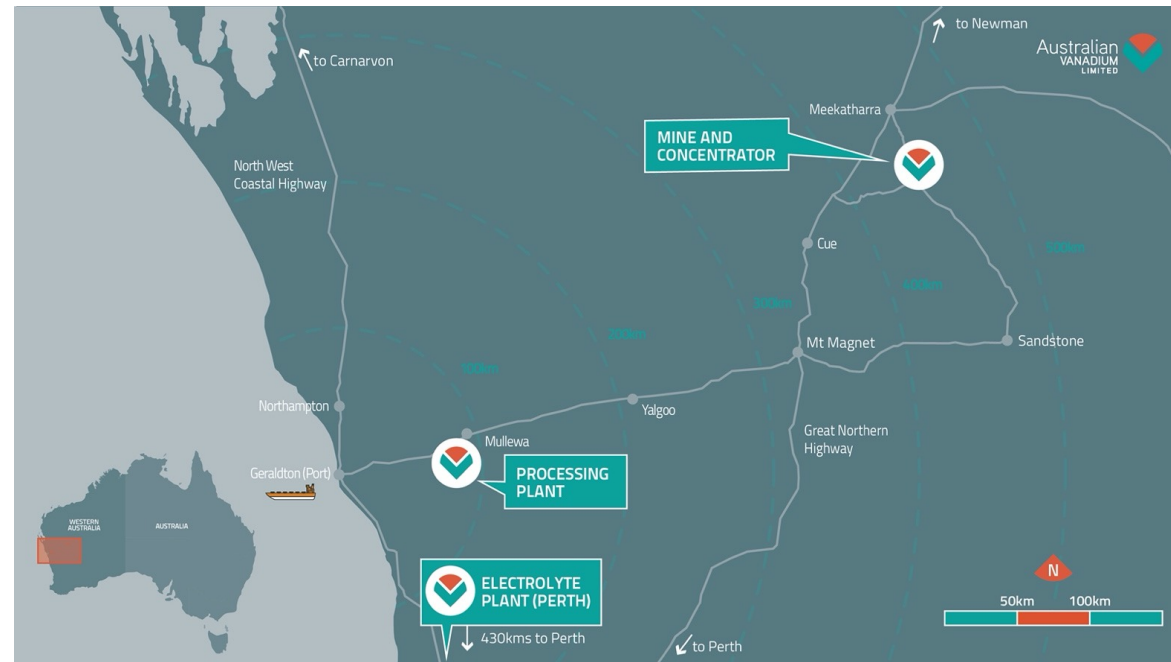 to Newman
Australian
VANADIUM
LIMITED
to Carnarvon
Meekatharra
MINE AND
CONCENTRATOR
North West
Coastal Highway
Cue
500km
400km
300km
200km
100km
Mt Magnet
Sandstone
Northampton
Yalgoo
Mullewa
Great Northern
Highway
Geraldton (Port)
PROCESSING
PLANT
WESTERN
AUSTRALIA
AUSTRALIA
N
ELECTROLYTE
PLANT (PERTH)
50km
100km
430kms to Perth
to Perth